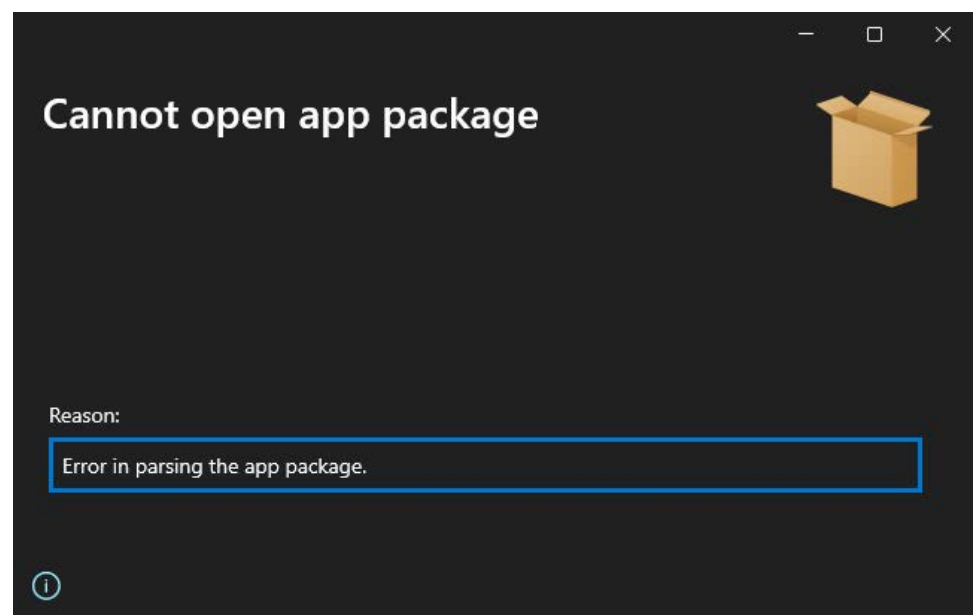 Cannot open app package
Reason:
Error in parsing the app package.